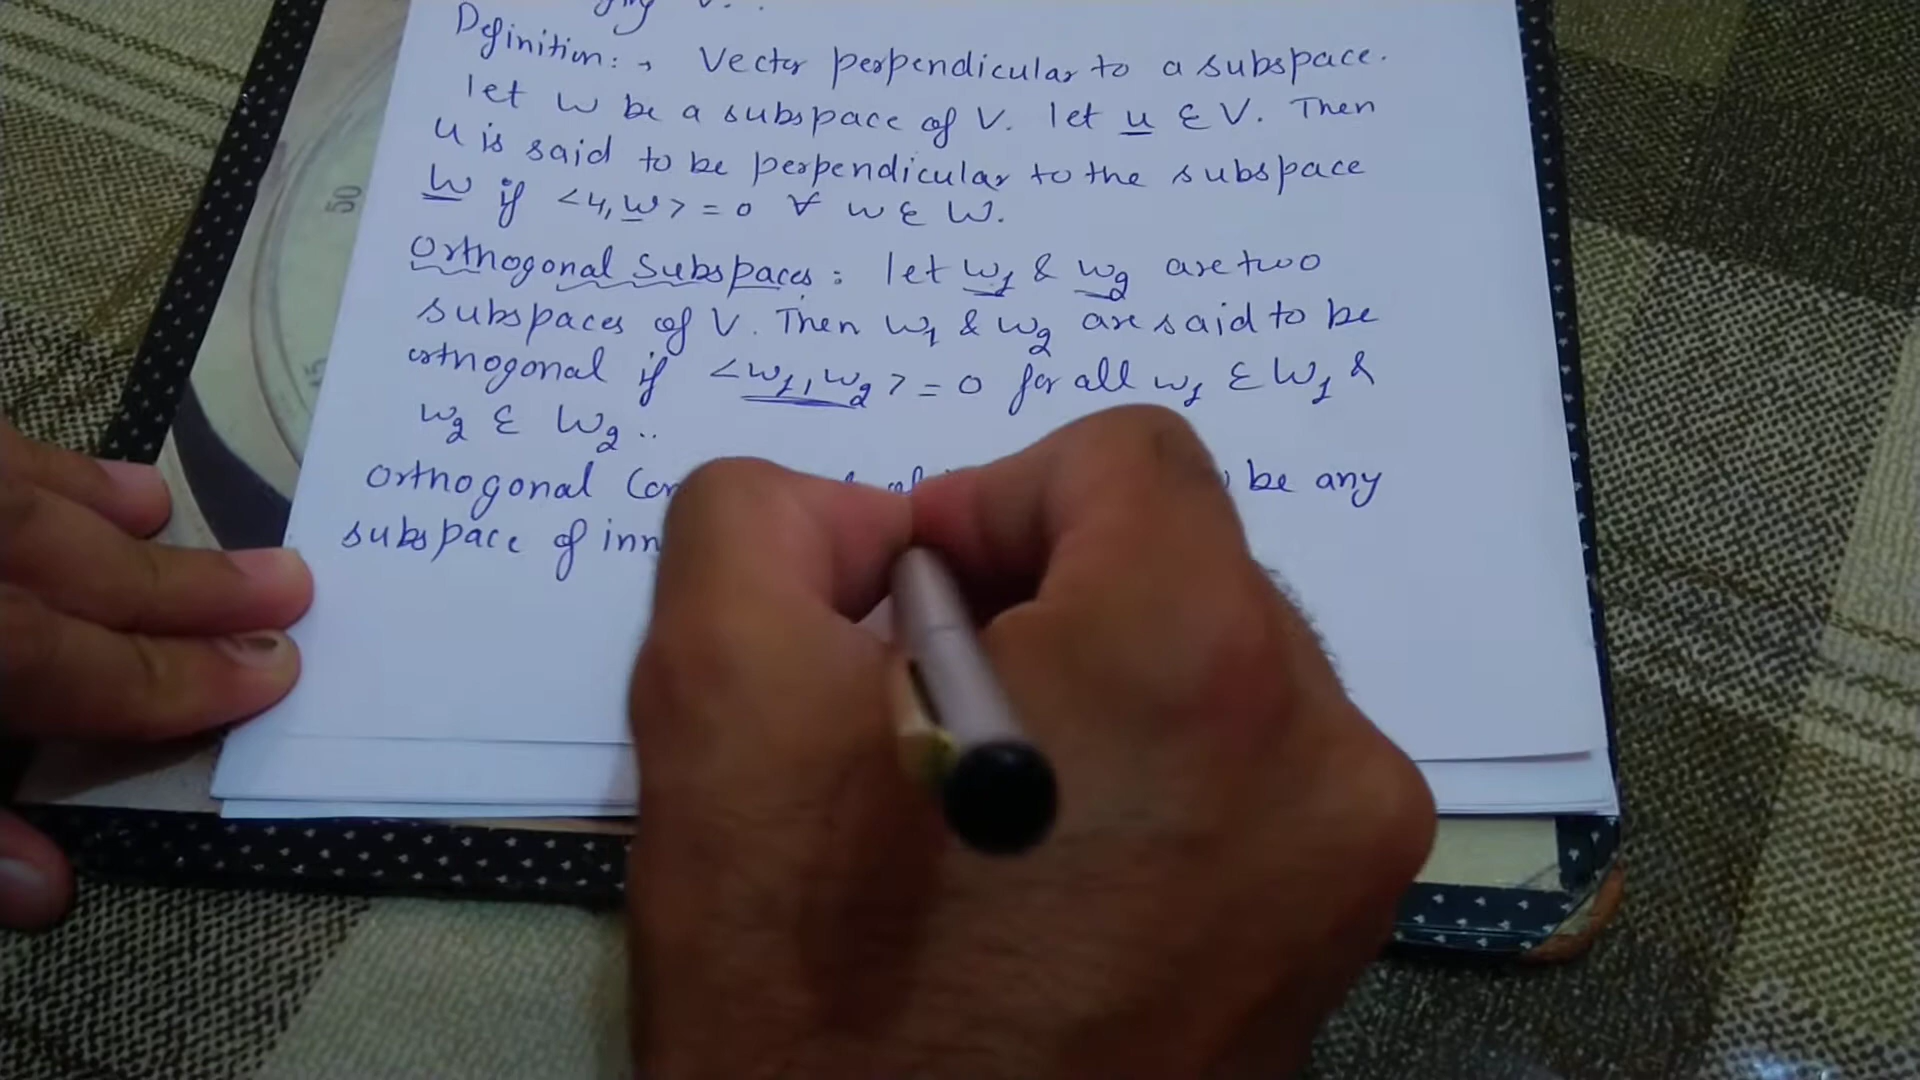 Definition: → Vector perpendicular to a subspace.
let W be a subspace of V. let u ε V. Then
u is said to be perpendicular to the subspace
W if <u, w> = 0 ∀ w ε W.
Orthogonal Subspaces: let W1 & W2 are two
subspaces of V. Then W1 & W2 are said to be
orthogonal if <w1, w2> = 0 for all w1 ε W1 &
w2 ε W2..
Orthogonal be any
subspace of
50